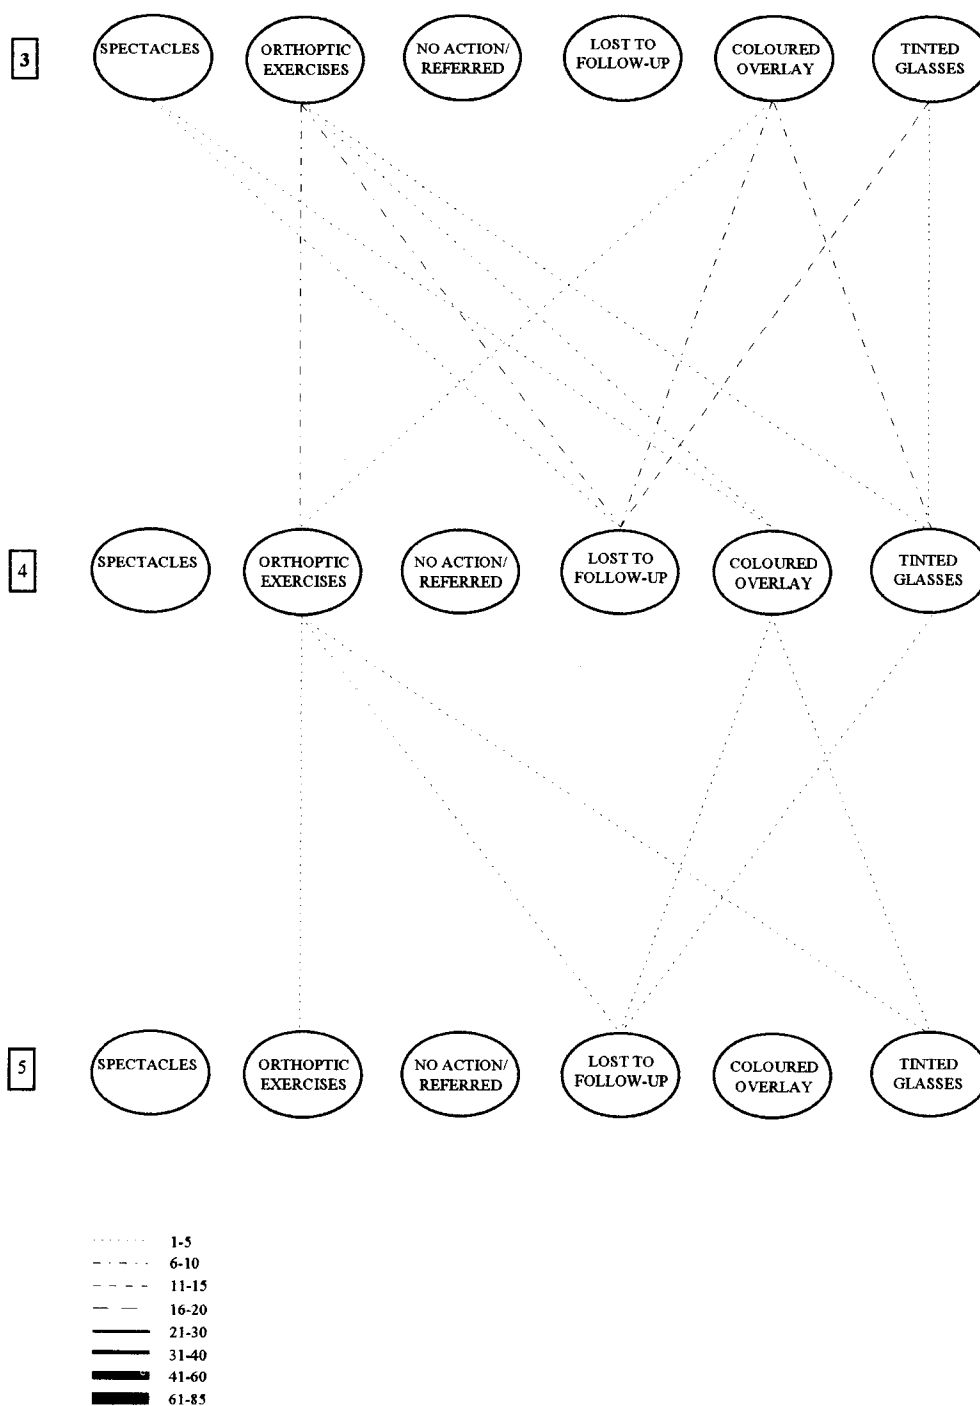 3
SPECTACLES
ORTHOPTIC
EXERCISES
NO ACTION/
REFERRED
LOST TO
FOLLOW-UP
COLOURED
OVERLAY
TINTED
GLASSES
4
SPECTACLES
ORTHOPTIC
EXERCISES
NO ACTION/
REFERRED
LOST TO
FOLLOW-UP
COLOURED
OVERLAY
TINTED
GLASSES
5
SPECTACLES
ORTHOPTIC
EXERCISES
NO ACTION/
REFERRED
LOST TO
FOLLOW-UP
COLOURED
OVERLAY
TINTED
GLASSES
1-5
6-10
11-15
16-20
21-30
31-40
41-60
61-85